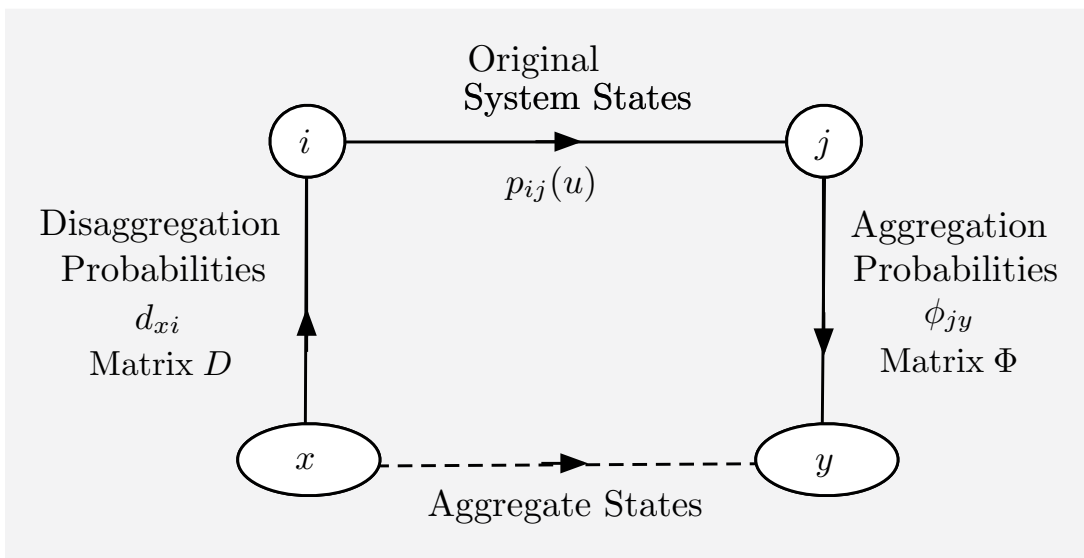 Original
System States
i
j
p_{ij}(u)
Disaggregation
Probabilities
d_{xi}
Matrix D
Aggregation
Probabilities
ϕ_{jy}
Matrix Φ
x
y
Aggregate States